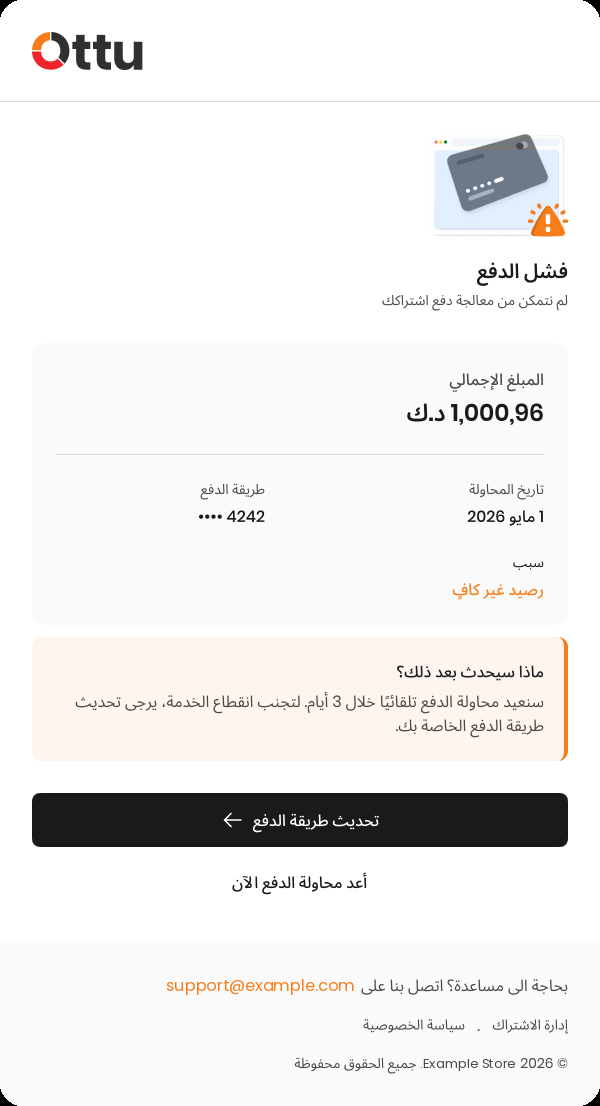 Ottu
فشل الدفع
لم نتمكن من معالجة دفع اشتراكك
المبلغ الإجمالي
1,000,96 د.ك
تاريخ المحاولة
1 مايو 2026
طريقة الدفع
•••• 4242
سبب
رصيد غير كافٍ
ماذا سيحدث بعد ذلك؟
سنعيد محاولة الدفع تلقائيًا خلال 3 أيام. لتجنب انقطاع الخدمة، يرجى تحديث
طريقة الدفع الخاصة بك.
تحديث طريقة الدفع ←
أعد محاولة الدفع الآن
بحاجة الى مساعدة؟ اتصل بنا على support@example.com
إدارة الاشتراك . سياسة الخصوصية
© 2026 Example Store. جميع الحقوق محفوظة